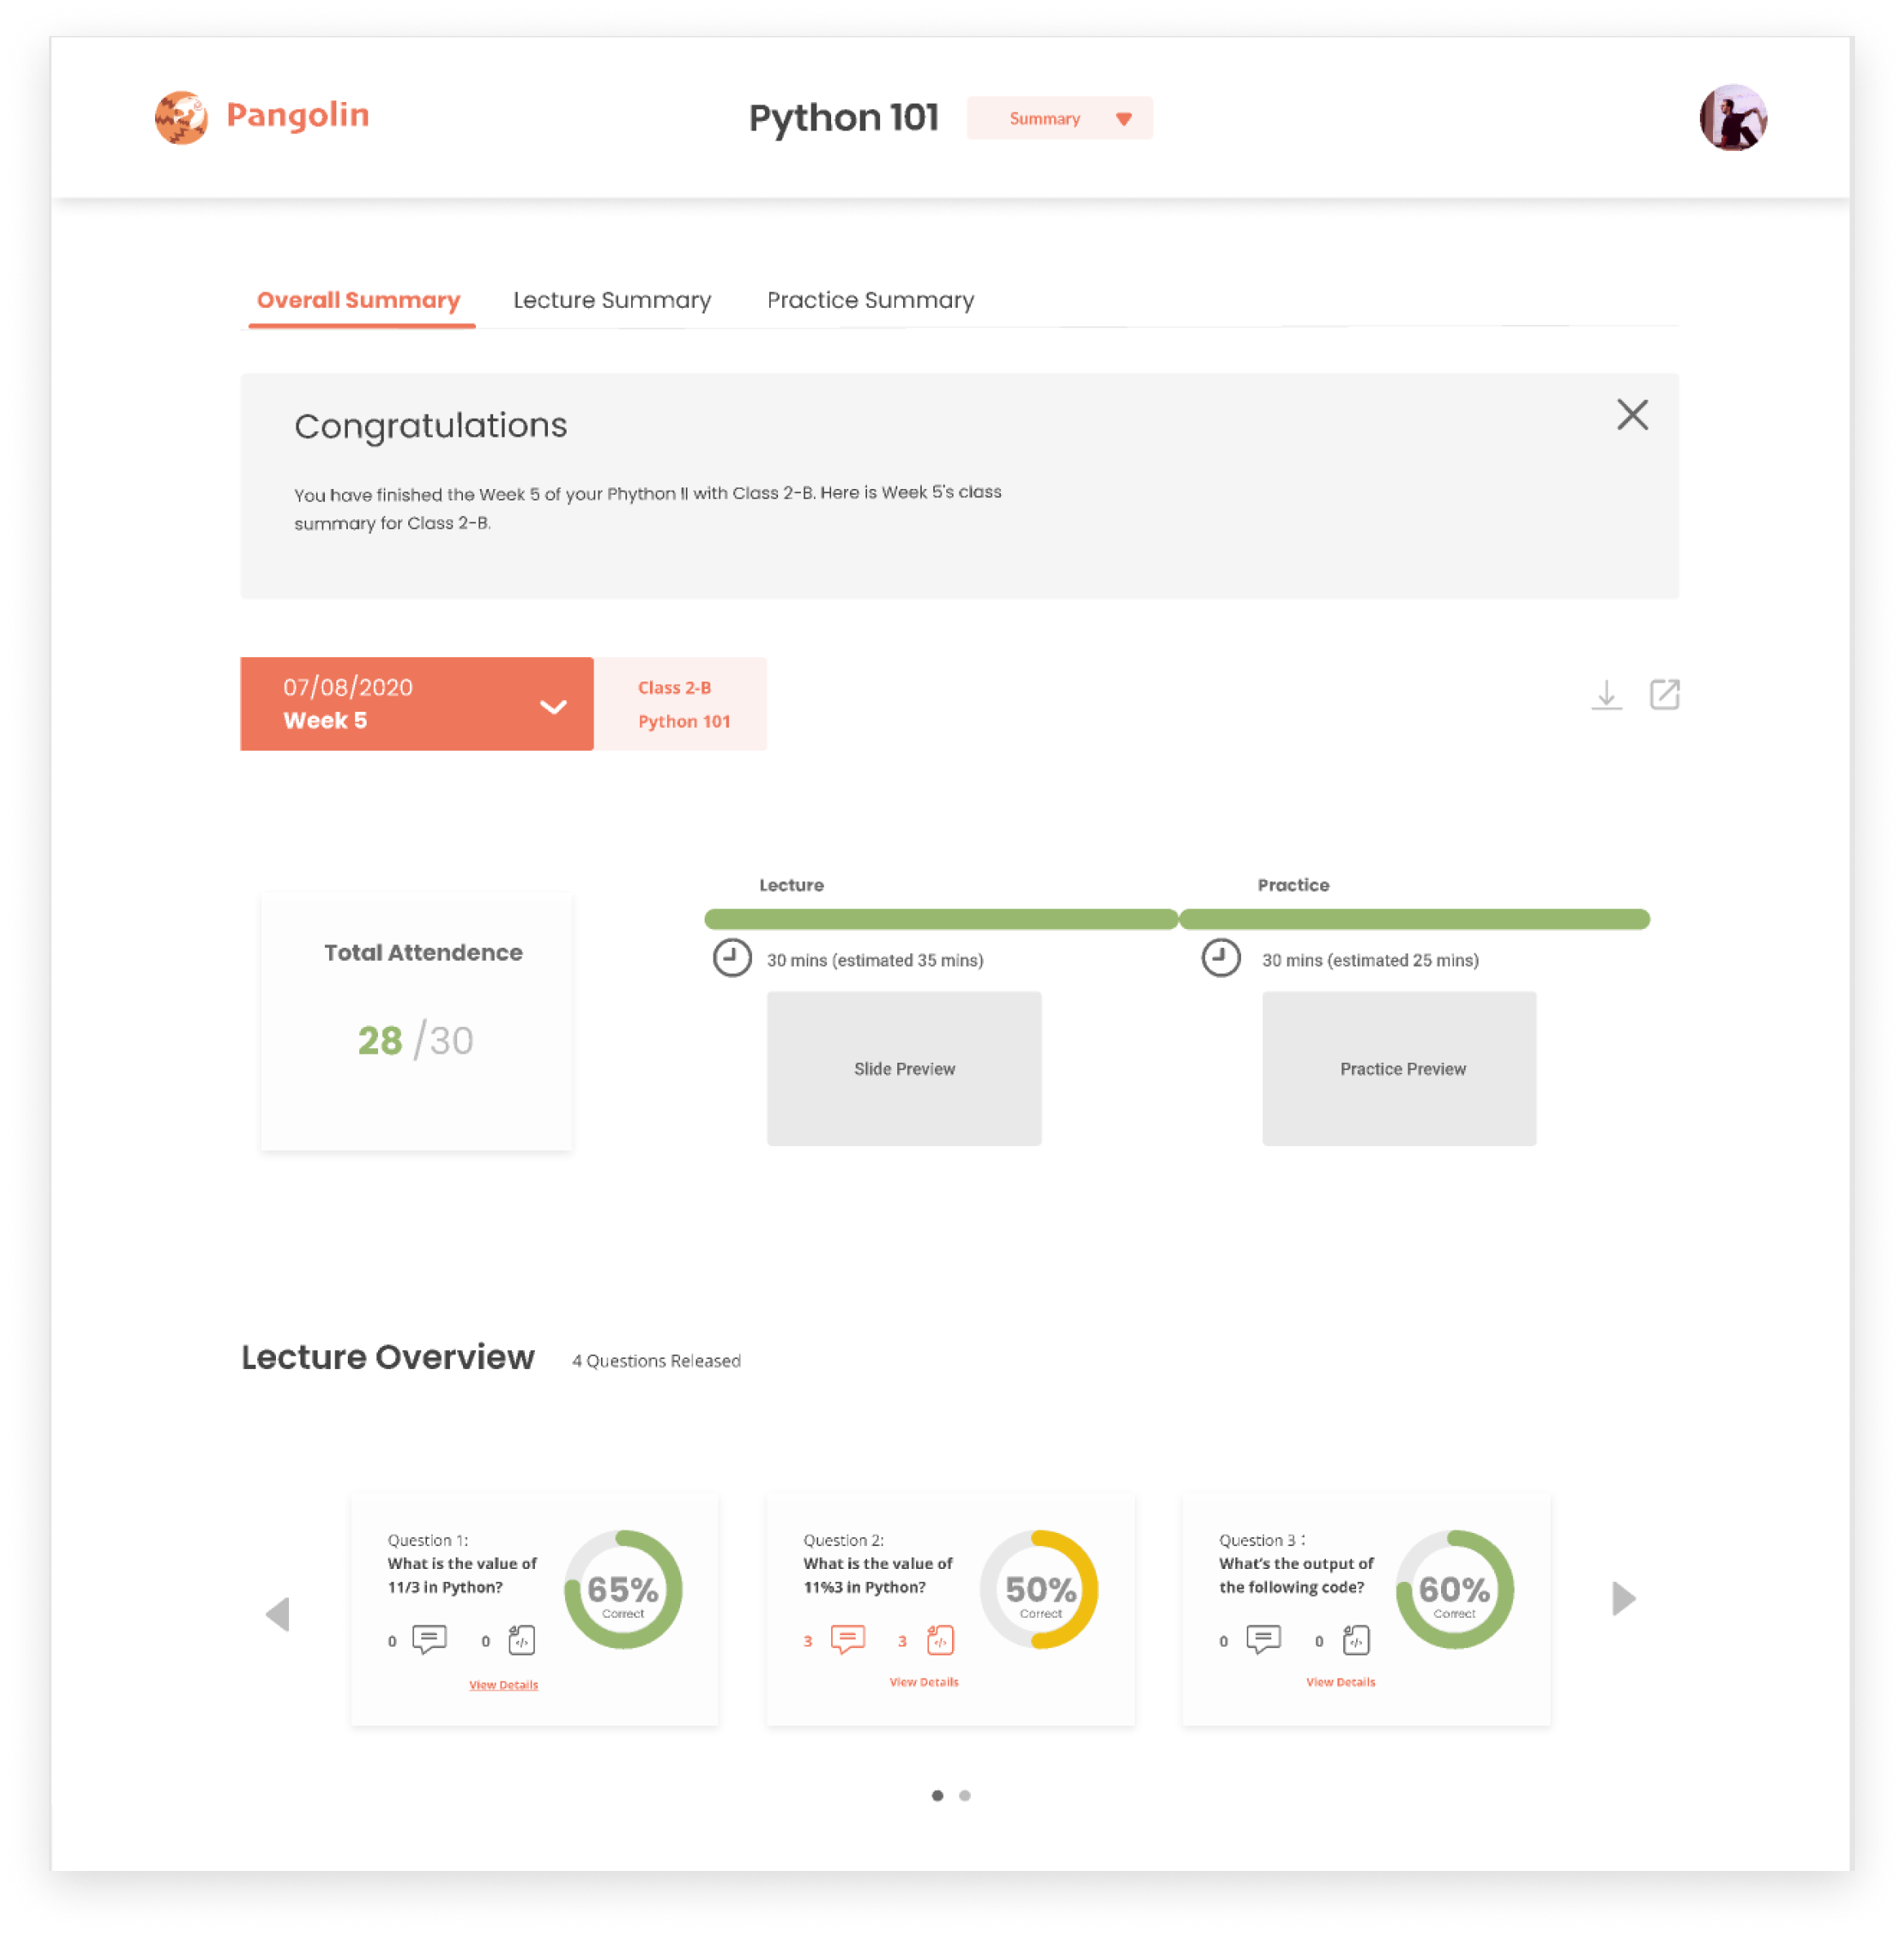 Pangolin
Python 101
Summary
Overall Summary
Lecture Summary
Practice Summary
Congratulations
You have finished the Week 5 of your Phython II with Class 2-B. Here is Week 5's class
summary for Class 2-B.
07/08/2020
Week 5
Class 2-B
Python 101
Total Attendence
28 /30
Lecture
30 mins (estimated 35 mins)
Slide Preview
Practice
30 mins (estimated 25 mins)
Practice Preview
Lecture Overview
4 Questions Released
Question 1:
What is the value of
11/3 in Python?
0
0
</>
View Details
65%
Correct
Question 2:
What is the value of
11%3 in Python?
3
3
</>
View Details
50%
Correct
Question 3：
What's the output of
the following code?
0
0
</>
View Details
60%
Correct